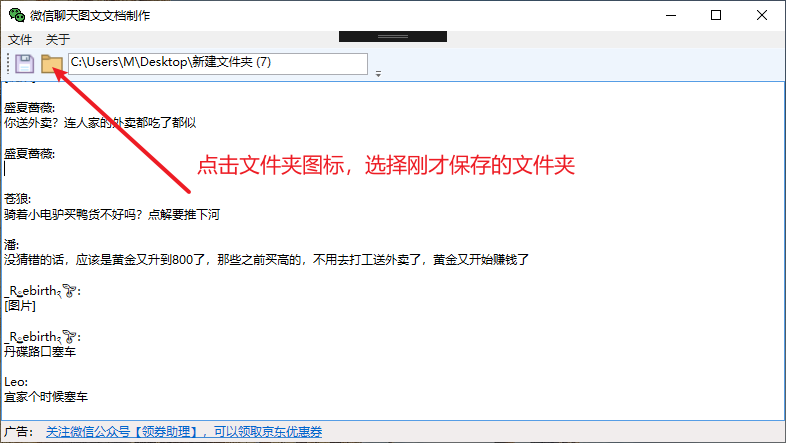 微信聊天图文文档制作
文件 关于
C:\Users\M\Desktop\新建文件夹 (7)
盛夏蔷薇:
你送外卖？连人家的外卖都吃了都似
盛夏蔷薇:
点击文件夹图标，选择刚才保存的文件夹
苍狼:
骑着小电驴买鸭货不好吗？点解要推下河
潘:
没猜错的话，应该是黄金又升到800了，那些之前买高的，不用去打工送外卖了，黄金又开始赚钱了
[图片]
丹碟路口塞车
Leo:
宜家个时候塞车
广告： 关注微信公众号【领券助理】，可以领取京东优惠券